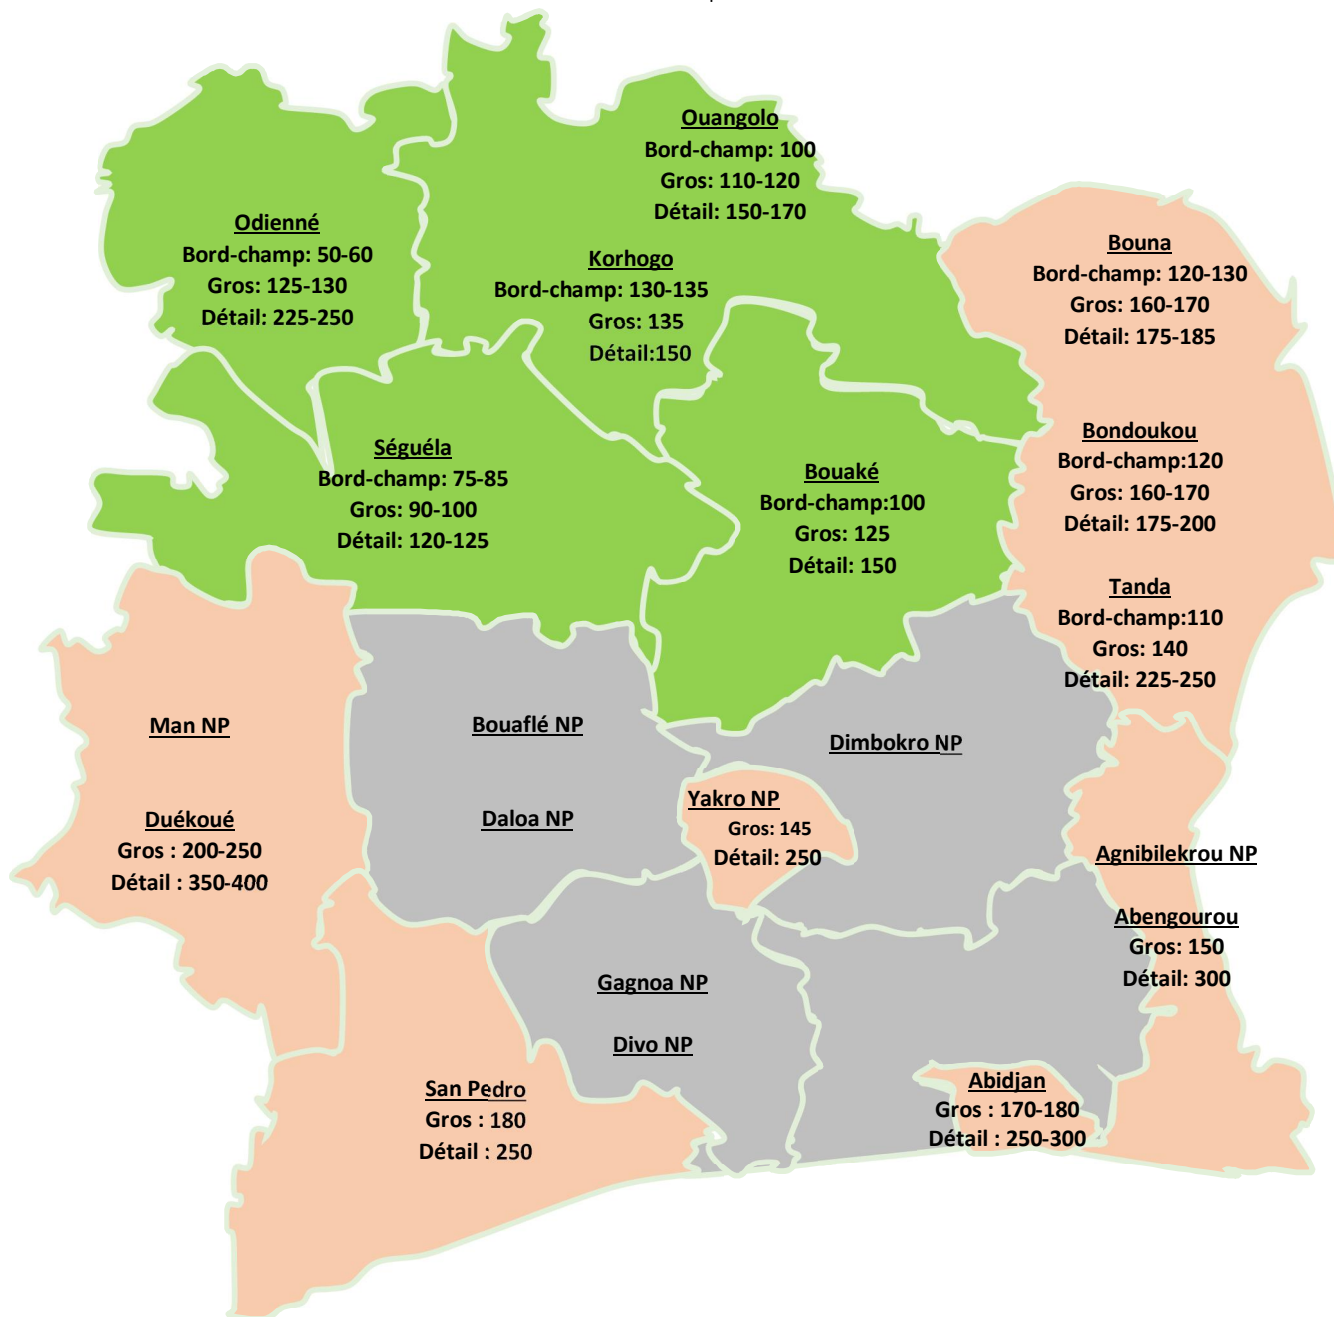 Ouangolo
Bord-champ: 100
Gros: 110-120
Détail: 150-170
Odienné
Bord-champ: 50-60
Gros: 125-130
Détail: 225-250
Korhogo
Bord-champ: 130-135
Gros: 135
Détail:150
Bouna
Bord-champ: 120-130
Gros: 160-170
Détail: 175-185
Séguéla
Bord-champ: 75-85
Gros: 90-100
Détail: 120-125
Bouaké
Bord-champ:100
Gros: 125
Détail: 150
Bondoukou
Bord-champ:120
Gros: 160-170
Détail: 175-200
Tanda
Bord-champ:110
Gros: 140
Détail: 225-250
Man NP
Bouaflé NP
Dimbokro NP
Duékoué
Gros : 200-250
Détail : 350-400
Daloa NP
Yakro NP
Gros: 145
Détail: 250
Agnibilekrou NP
Abengourou
Gros: 150
Détail: 300
Gagnoa NP
Divo NP
San Pedro
Gros : 180
Détail : 250
Abidjan
Gros : 170-180
Détail : 250-300